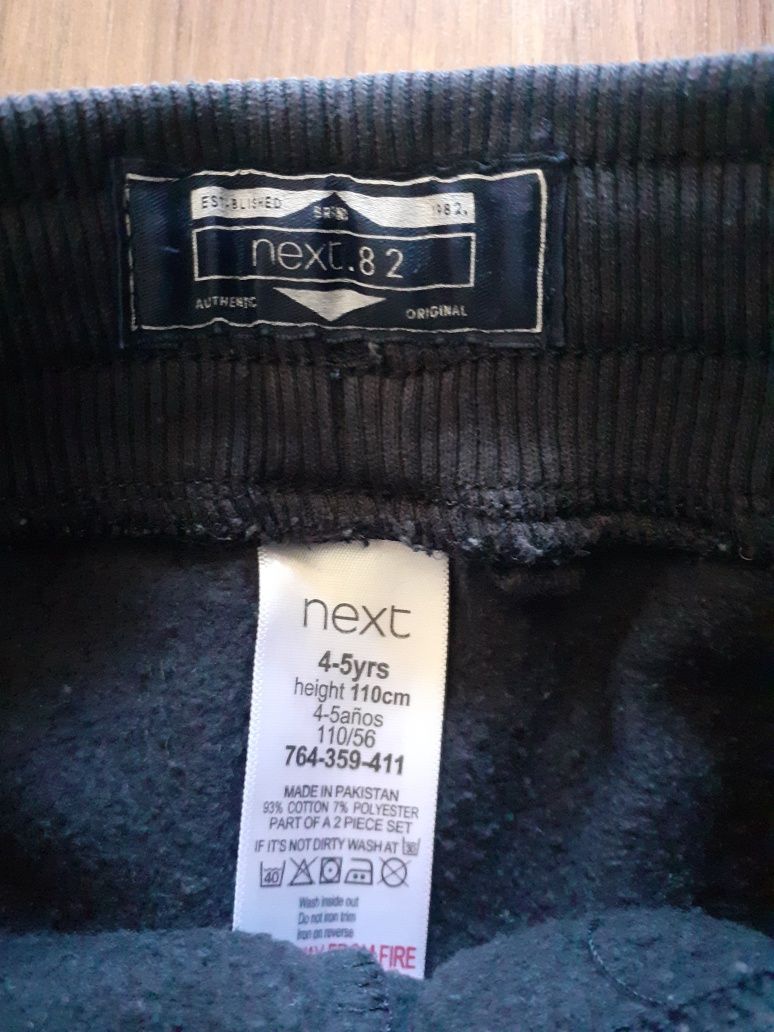 ESTABLISHED 1982.
next.82
AUTHENTIC ORIGINAL
next
4-5yrs
height 110cm
4-5años
110/56
764-359-411
MADE IN PAKISTAN
93% COTTON 7% POLYESTER
PART OF A 2 PIECE SET
IF IT'S NOT DIRTY WASH AT 30
40
Wash inside out
Do not iron trim
Iron on reverse
FROM FIRE